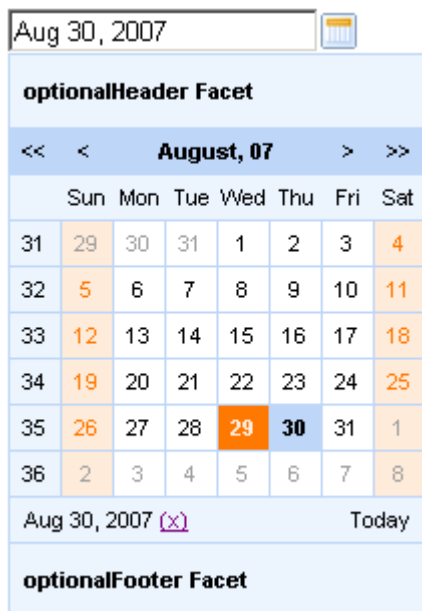 Aug 30, 2007
optionalHeader Facet
<< < August, 07 > >>
Sun Mon Tue Wed Thu Fri Sat
31 29 30 31 1 2 3 4
32 5 6 7 8 9 10 11
33 12 13 14 15 16 17 18
34 19 20 21 22 23 24 25
35 26 27 28 29 30 31 1
36 2 3 4 5 6 7 8
Aug 30, 2007 (x) Today
optionalFooter Facet